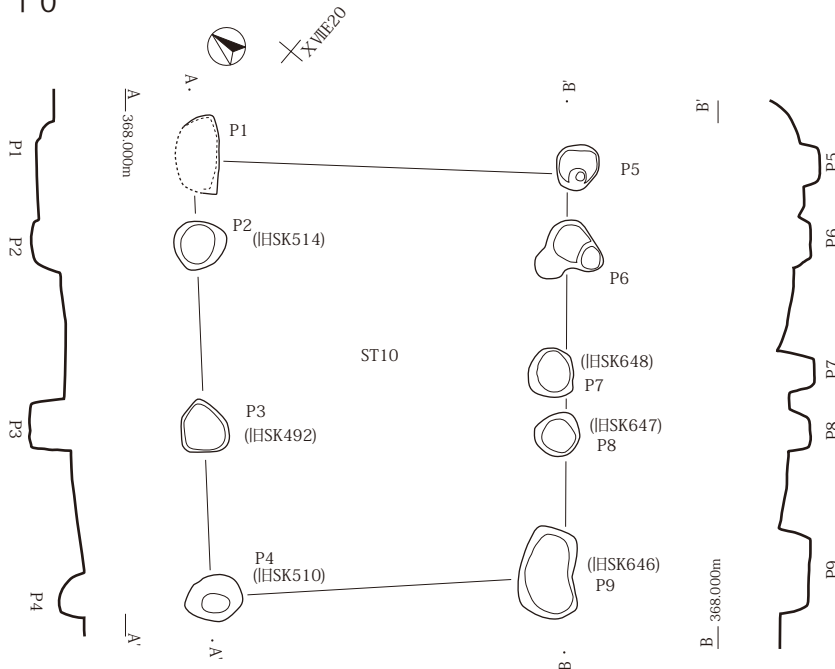 10
XⅦE20
A
B'
A
368.000m
B'
P1
P1
P5
P5
P2
P2
(旧SK514)
P6
P6
ST10
(旧SK648)
P7
P7
P3
P3
(旧SK492)
(旧SK647)
P8
P8
P4
P4
(旧SK510)
(旧SK646)
P9
P9
A'
A'
B
B
368.000m